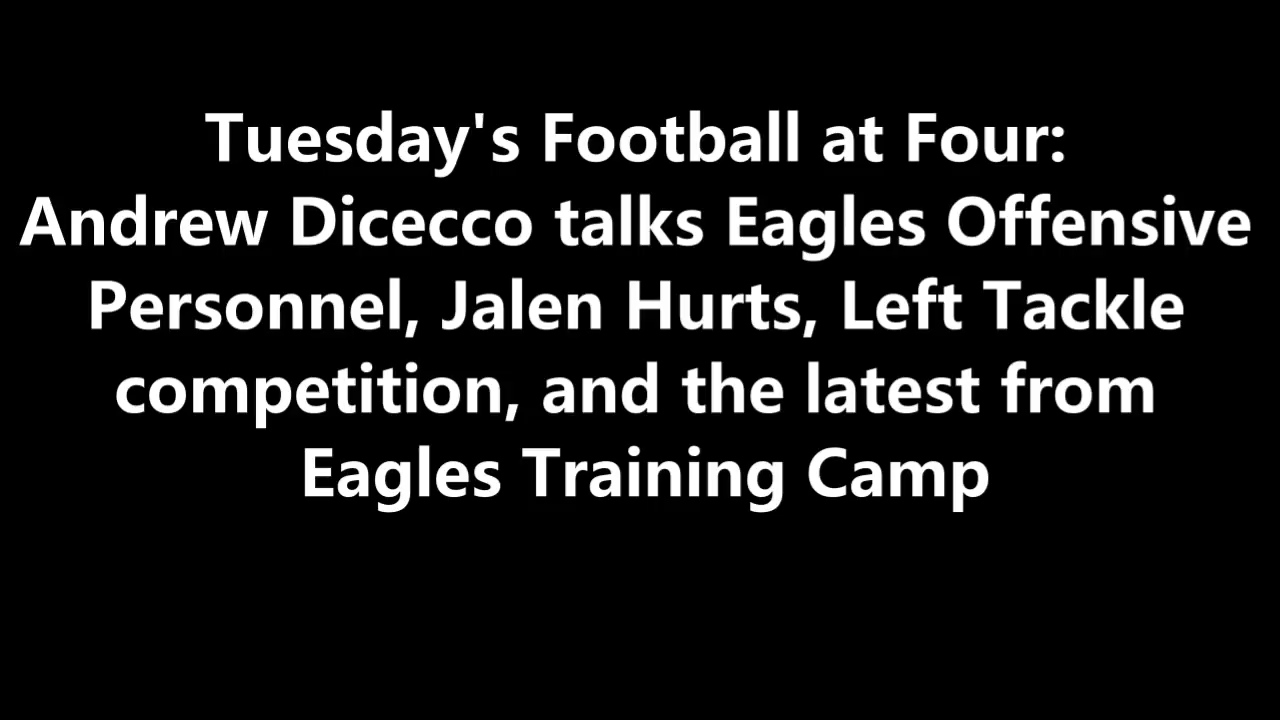 Tuesday's Football at Four:
Andrew Dicecco talks Eagles Offensive
Personnel, Jalen Hurts, Left Tackle
competition, and the latest from
Eagles Training Camp